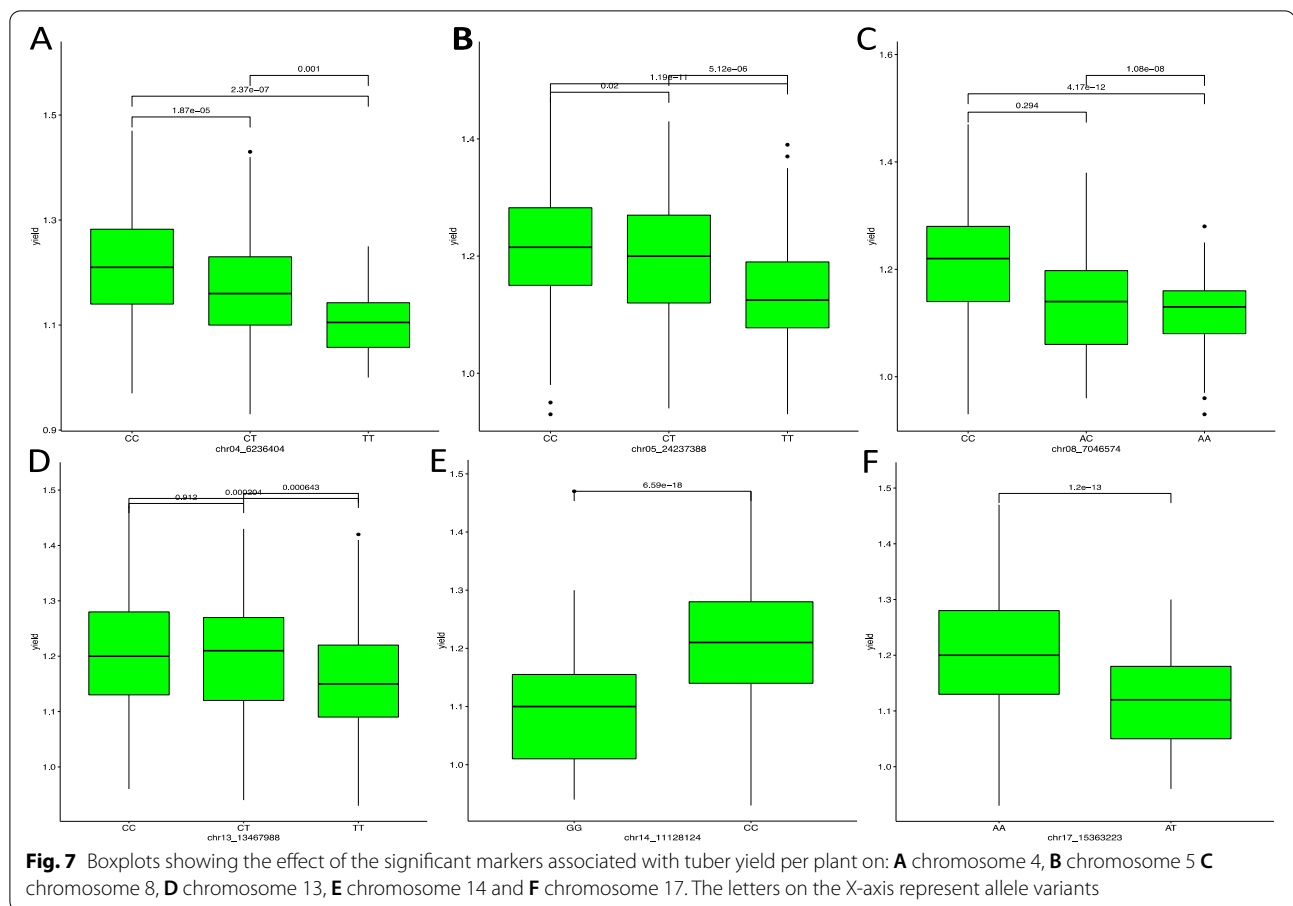 A
0.001
2.37e−07
1.87e−05
1.5
1.3
1.1
0.9
yield
CC CT TT
chr04_6236404
B
5.12e−06
1.19e−11
0.02
1.4
1.2
1.0
yield
CC CT TT
chr05_24237388
C
1.08e−08
4.17e−12
0.294
1.6
1.4
1.2
1.0
yield
CC AC AA
chr08_7046574
D
0.000643
0.000204
0.912
1.5
1.4
1.3
1.2
1.1
1.0
yield
CC CT TT
chr13_13467988
E
6.59e−18
1.5
1.4
1.3
1.2
1.1
1.0
yield
GG CC
chr14_11128124
F
1.2e−13
1.5
1.4
1.3
1.2
1.1
1.0
yield
AA AT
chr17_15363223
Fig. 7 Boxplots showing the effect of the significant markers associated with tuber yield per plant on: A chromosome 4, B chromosome 5 C
chromosome 8, D chromosome 13, E chromosome 14 and F chromosome 17. The letters on the X-axis represent allele variants